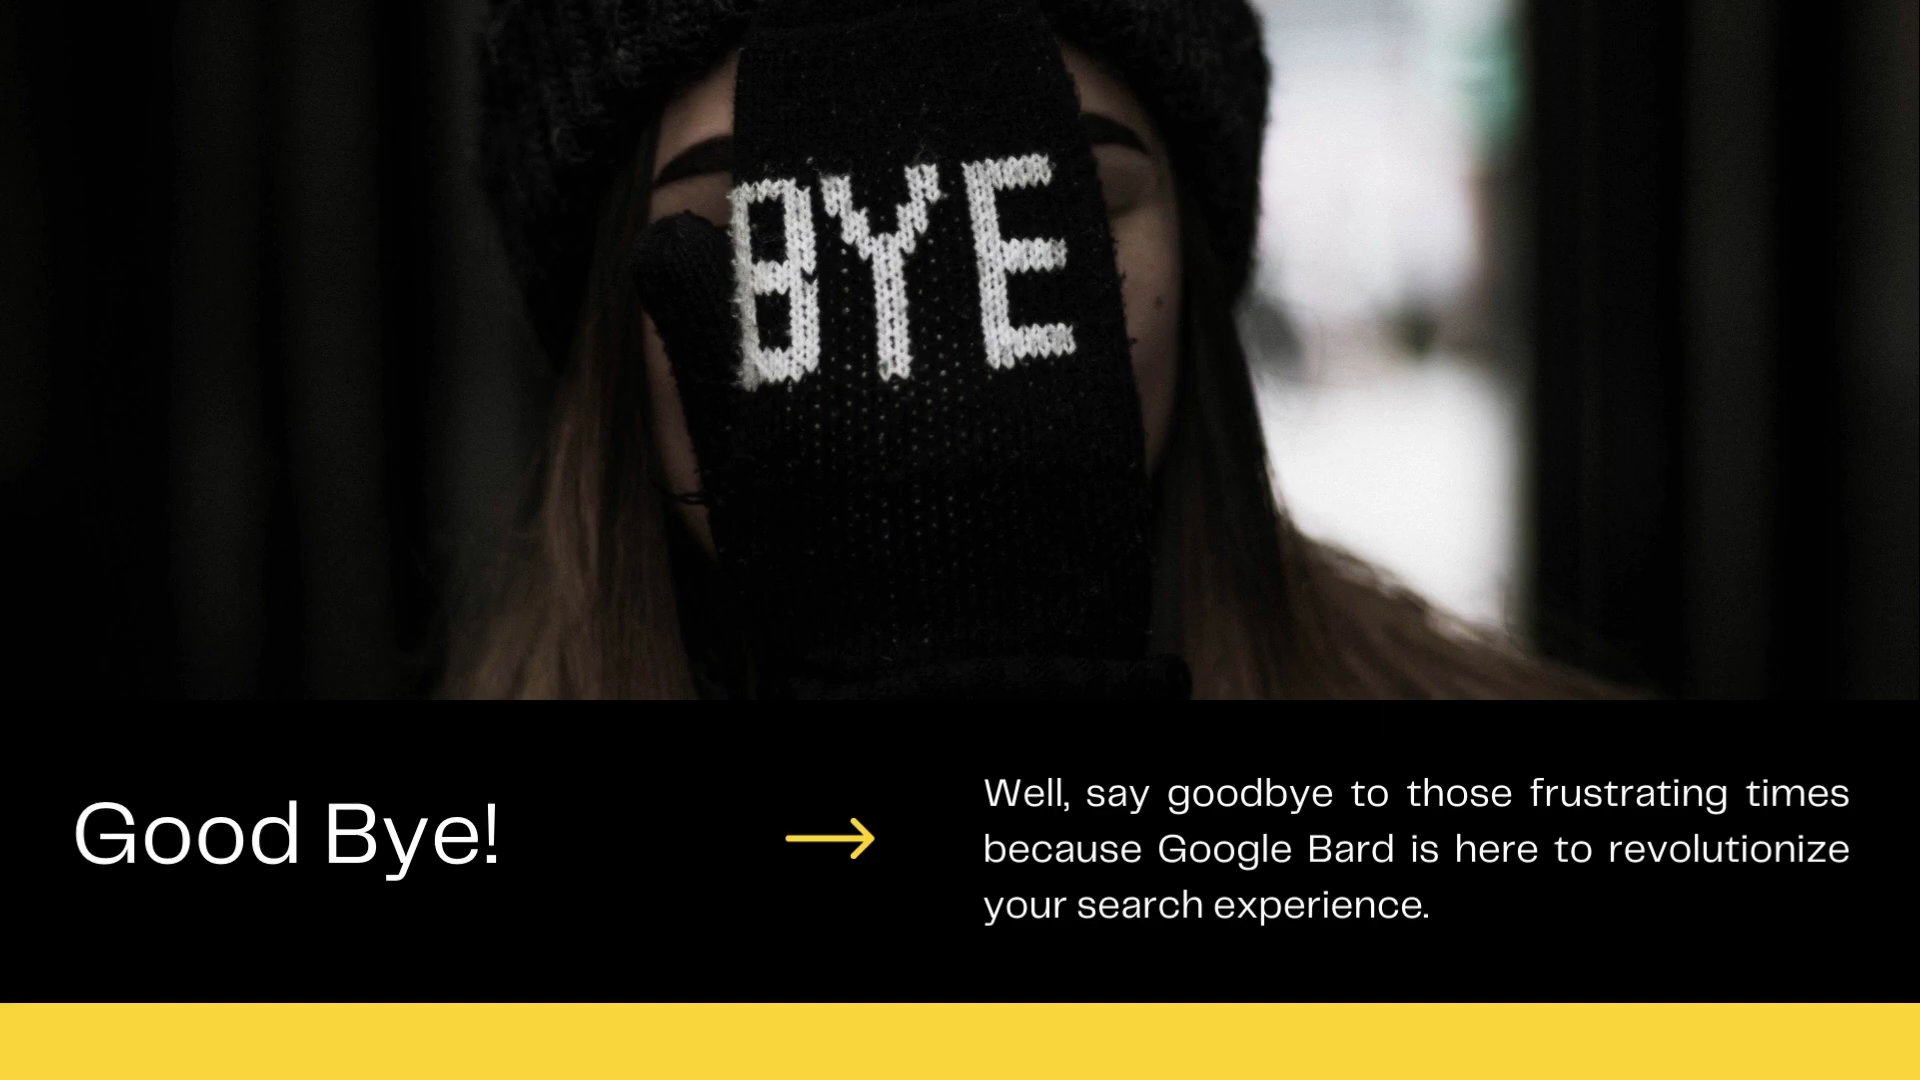 BYE
Good Bye!
Well, say goodbye to those frustrating times
because Google Bard is here to revolutionize
your search experience.